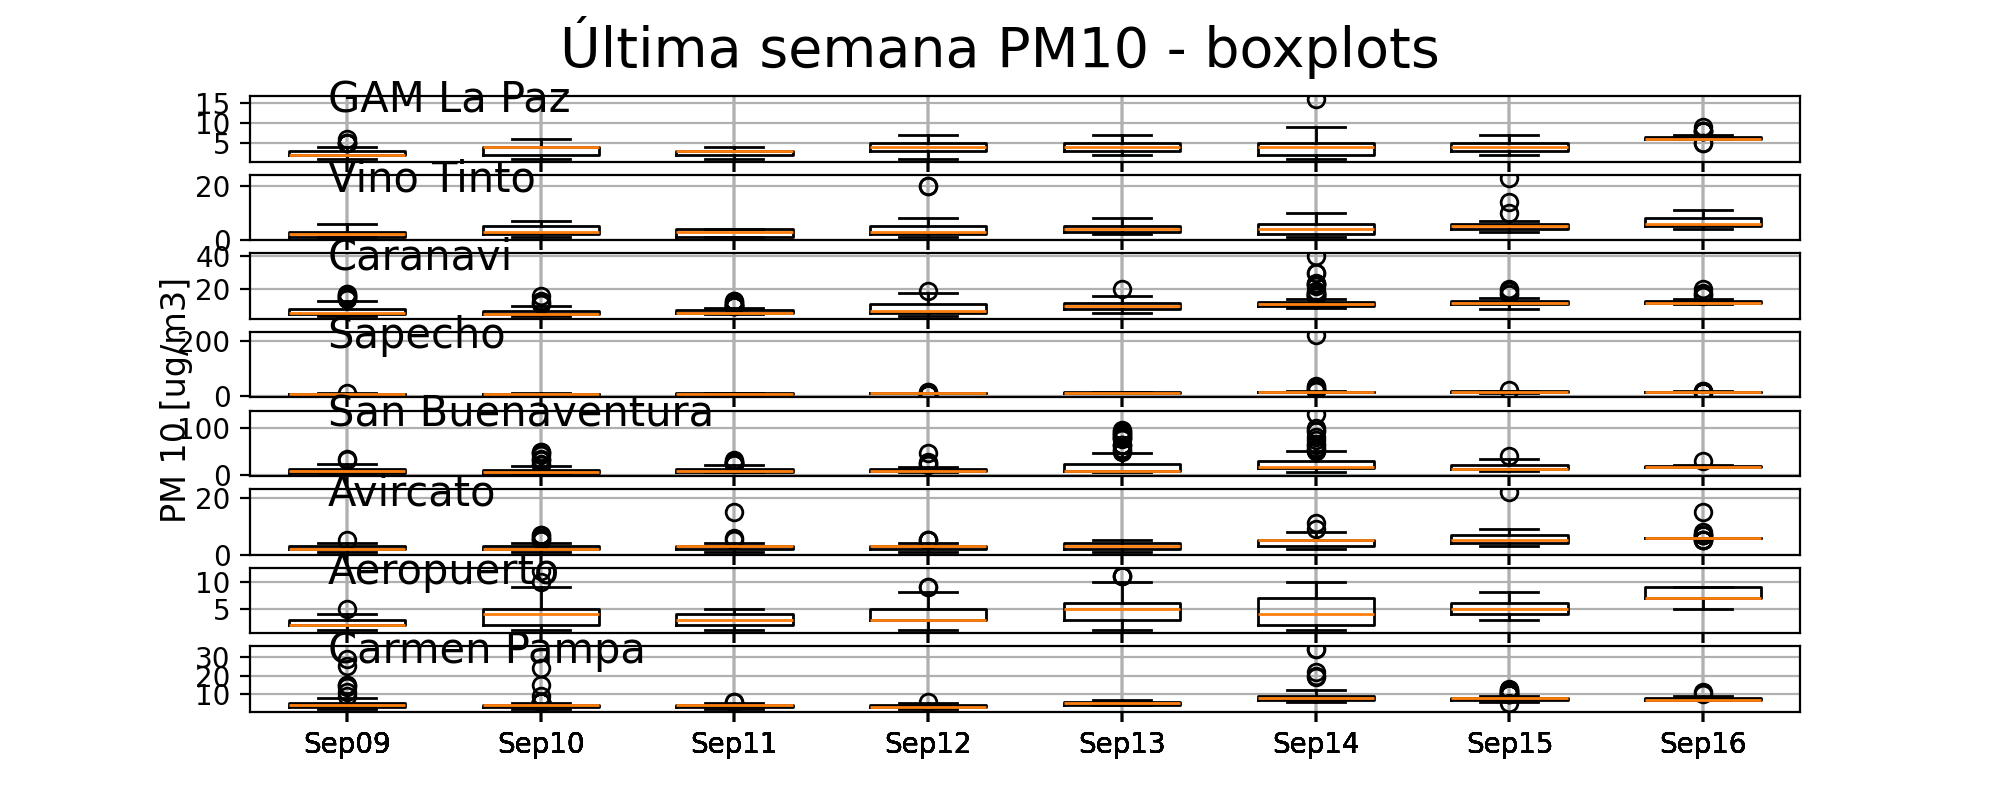 Última semana PM10 - boxplots
GAM La Paz
15
10
5
Vino Tinto
20
0
Caranavi
40
20
Sapecho
200
0
San Buenaventura
100
0
Avircato
20
0
Aeropuerto
10
5
Carmen Pampa
30
20
10
PM 10 [ug/m3]
Sep09 Sep10 Sep11 Sep12 Sep13 Sep14 Sep15 Sep16